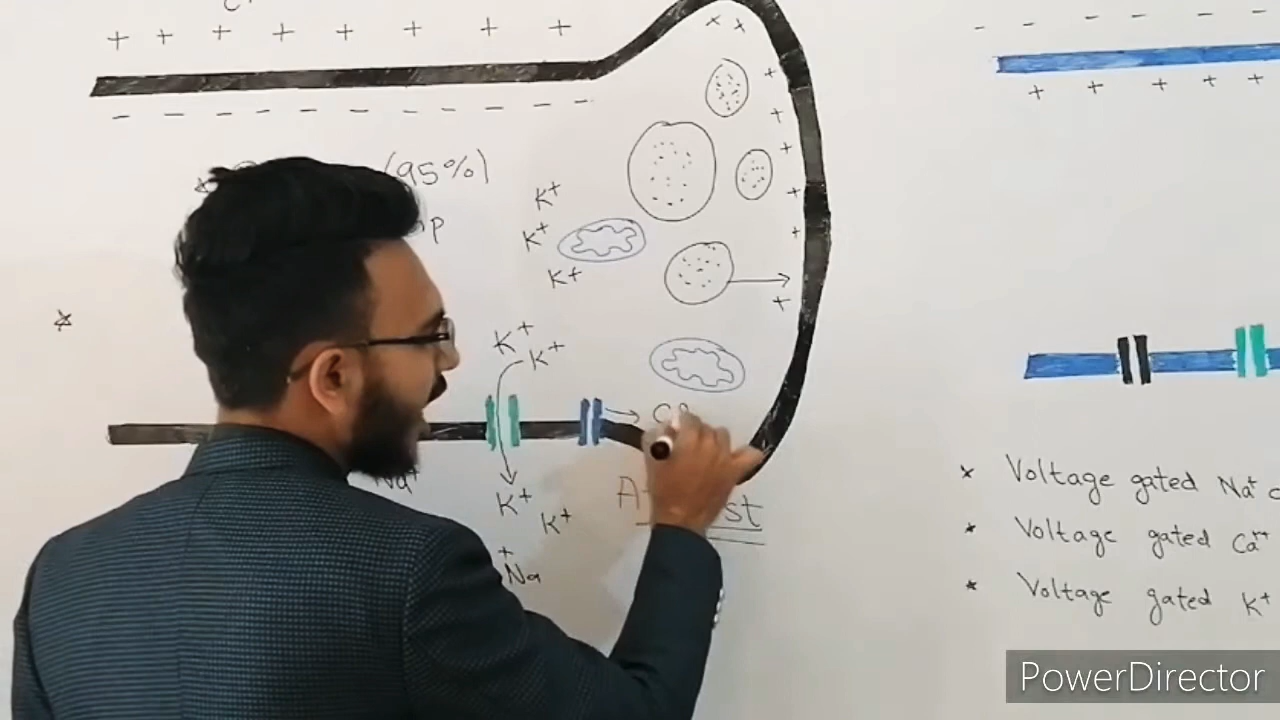 + + + + + + + +
- - - - - - - - -
(95%)
K+
K+
K+
K+
K+
K+
K+
+
Na
- - - - -
+ + + + +
* Voltage gated Na+
* Voltage gated Ca++
* Voltage gated K+
PowerDirector